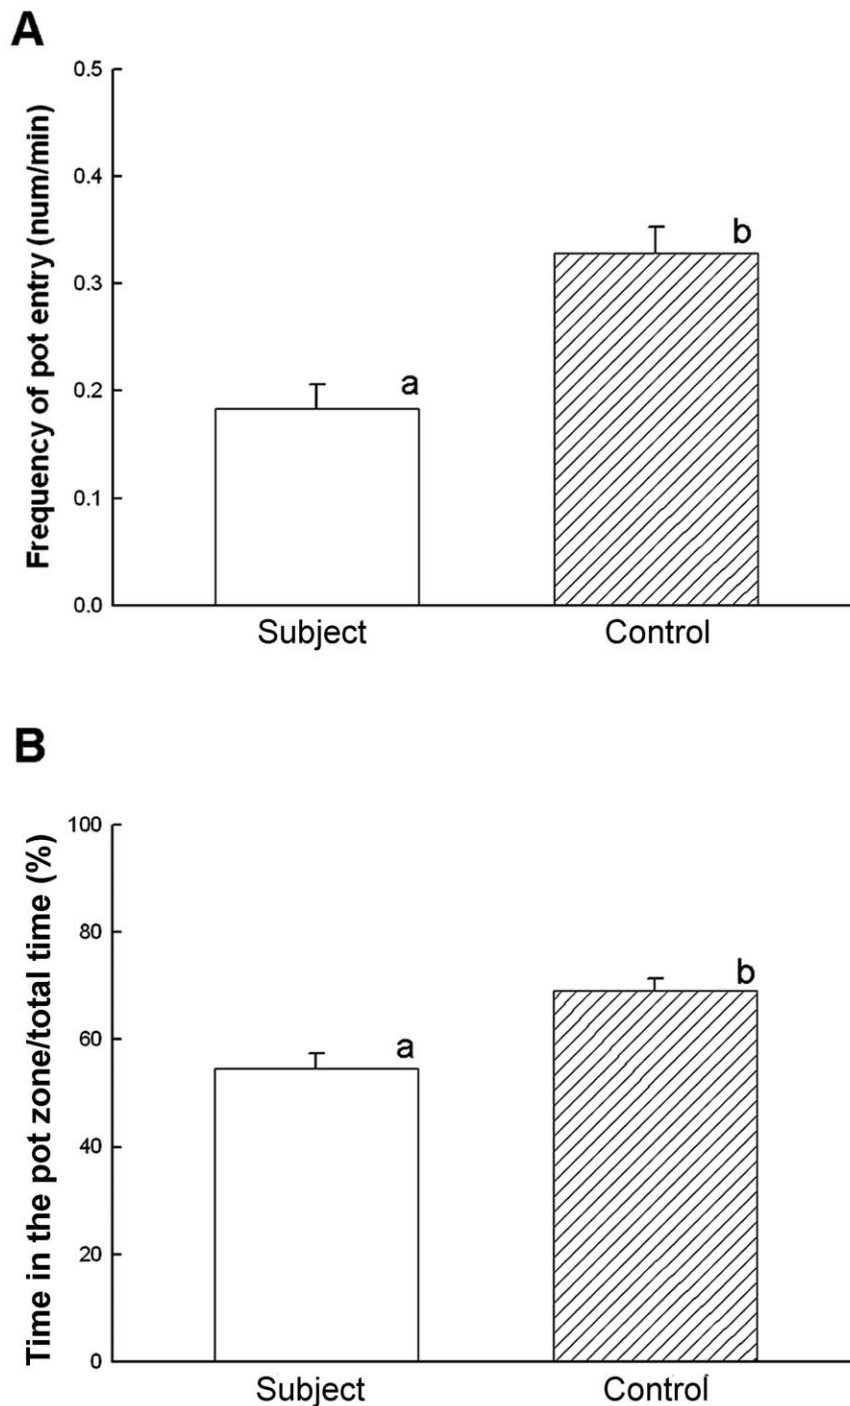 A
Frequency of pot entry (num/min)
0.5
0.4
0.3
0.2
0.1
0.0
a
b
Subject
Control
B
Time in the pot zone/total time (%)
100
80
60
40
20
0
a
b
Subject
Control